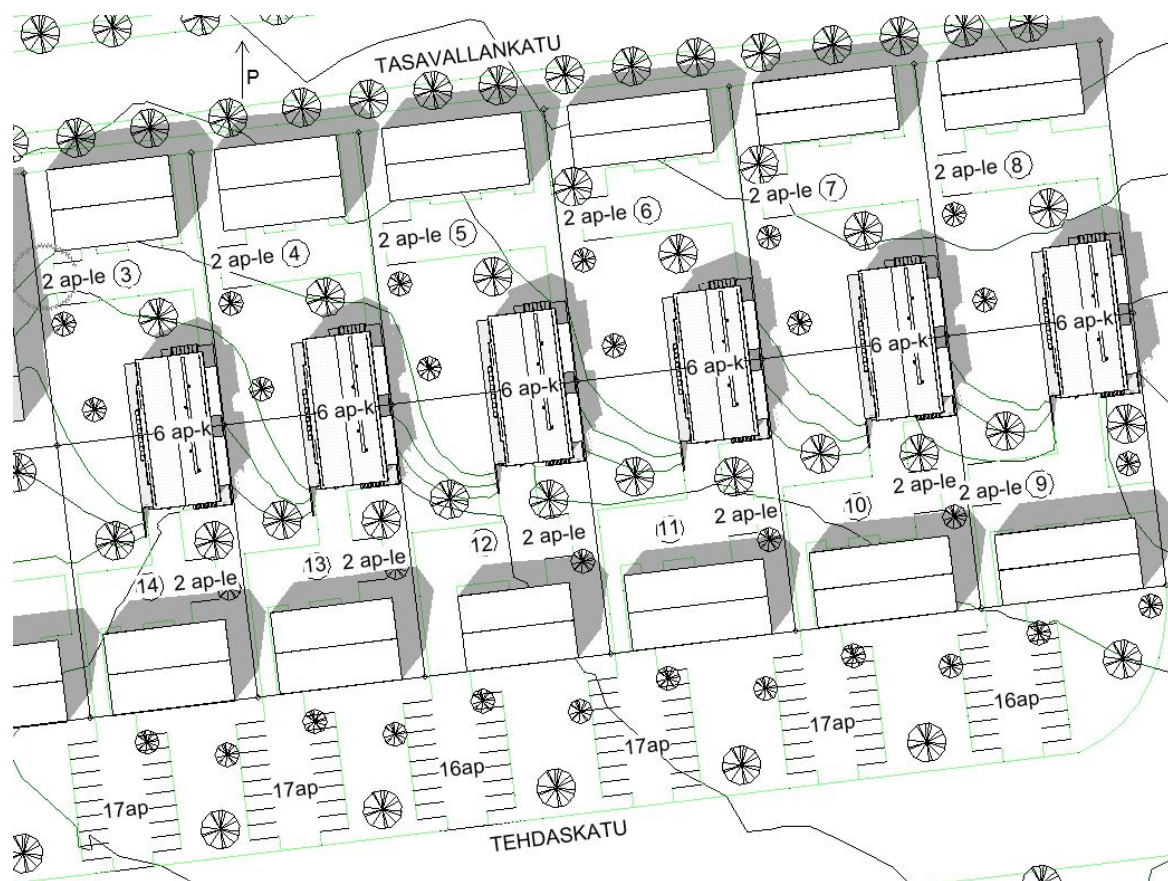 TASAVALLANKATU
P
2 ap-le 8
2 ap-le 7
2 ap-le 6
2 ap-le 5
2 ap-le 4
2 ap-le 3
6 ap-k
6 ap-k
6 ap-k
6 ap-k
6 ap-k
6 ap-k
2 ap-le 9
10 2 ap-le
11 2 ap-le
12 2 ap-le
13 2 ap-le
14 2 ap-le
16ap
17ap
17ap
16ap
17ap
17ap
TEHDASKATU